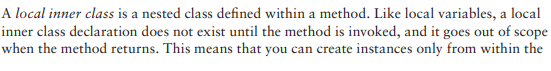 A local inner class is a nested class defined within a method. Like local variables, a local
inner class declaration does not exist until the method is invoked, and it goes out of scope
when the method returns. This means that you can create instances only from within the